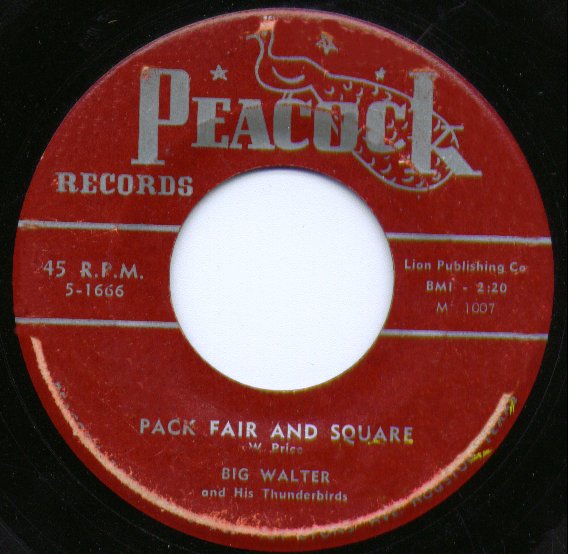 PEACOCK
RECORDS
45 R.P.M.
5-1666
Lion Publishing Co
BMI - 2:20
M 1007
PACK FAIR AND SQUARE
W. Price
BIG WALTER
and His Thunderbirds